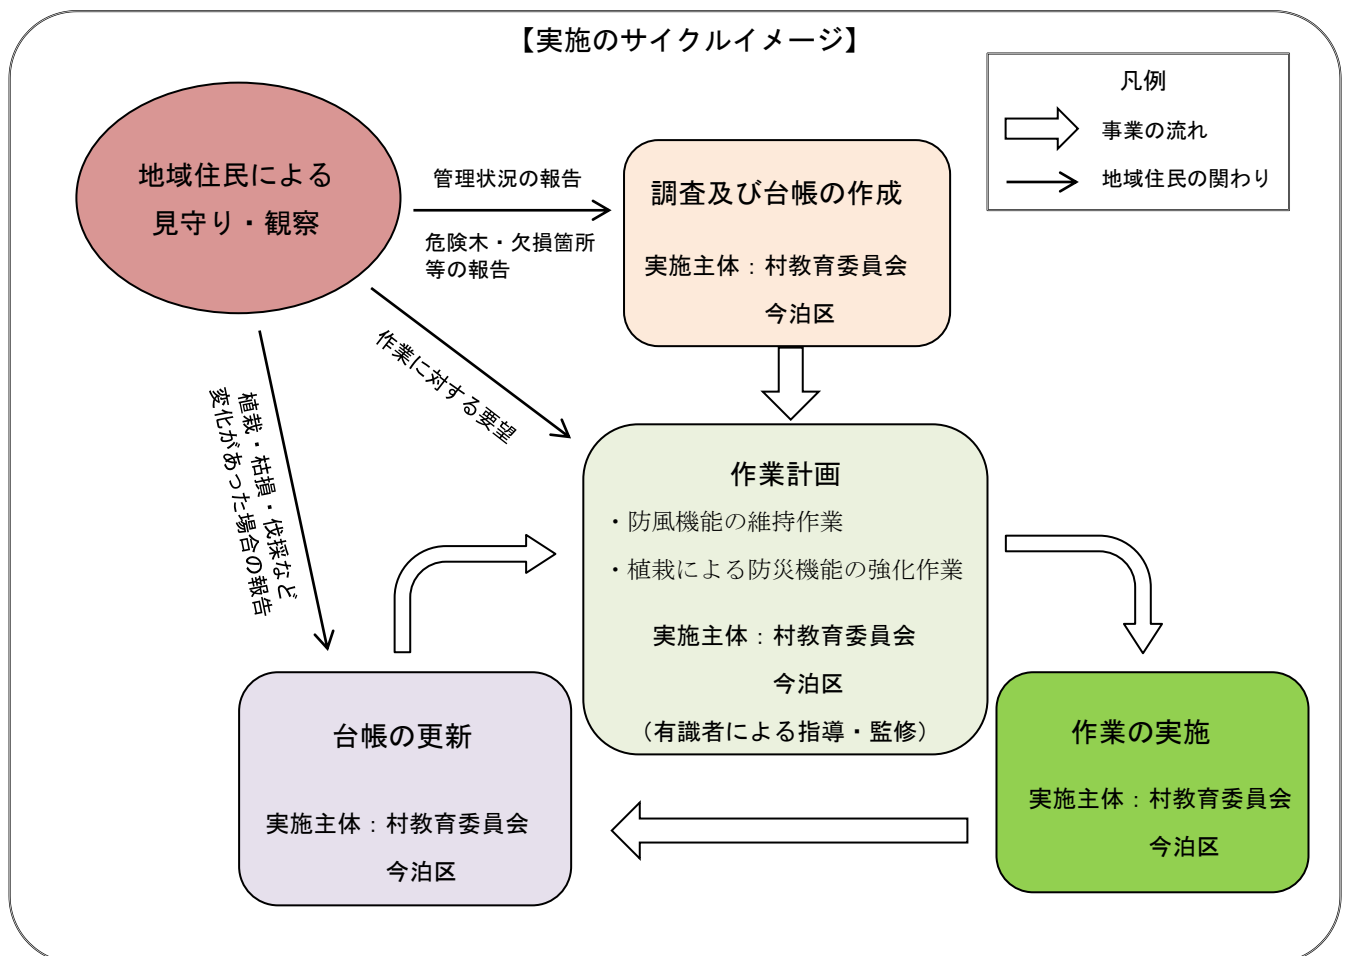 【実施のサイクルイメージ】
凡例
事業の流れ
地域住民の関わり
地域住民による
見守り・観察
管理状況の報告
危険木・欠損箇所
等の報告
調査及び台帳の作成
実施主体：村教育委員会
今泊区
作業に対する要望
植栽・枯損・伐採など
変化があった場合の報告
作業計画
・防風機能の維持作業
・植栽による防災機能の強化作業
実施主体：村教育委員会
今泊区
（有識者による指導・監修）
台帳の更新
実施主体：村教育委員会
今泊区
作業の実施
実施主体：村教育委員会
今泊区